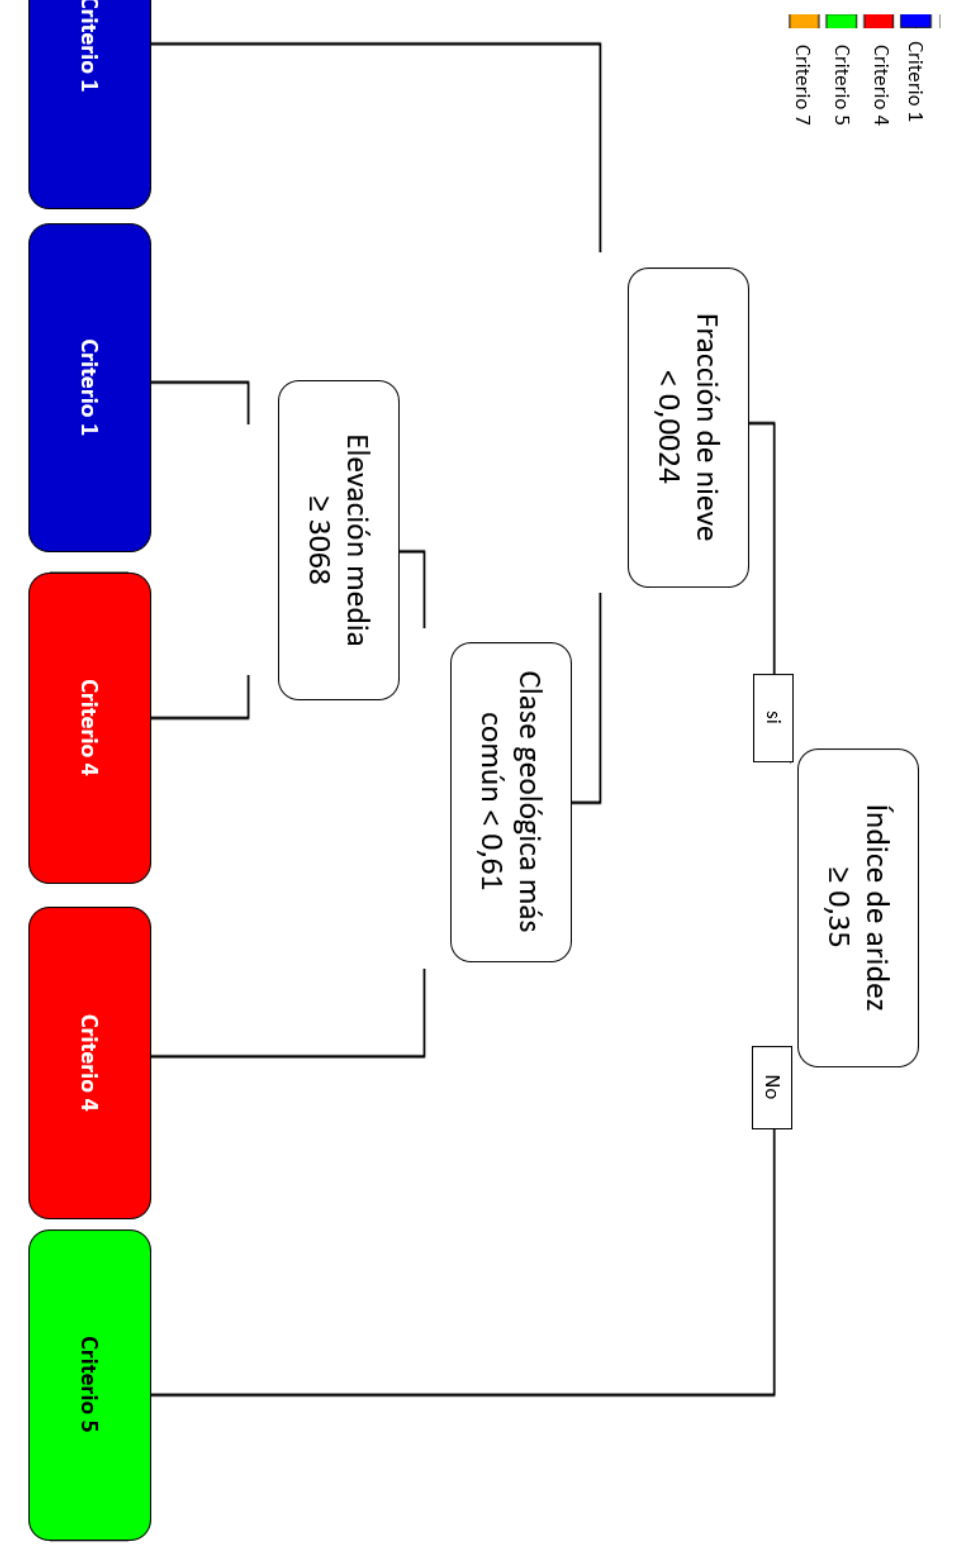 Criterio 1
Criterio 4
Criterio 5
Criterio 7
Índice de aridez
≥ 0,35
si
No
Fracción de nieve
< 0,0024
Clase geológica más
común < 0,61
Elevación media
≥ 3068
Criterio 1
Criterio 1
Criterio 4
Criterio 4
Criterio 5